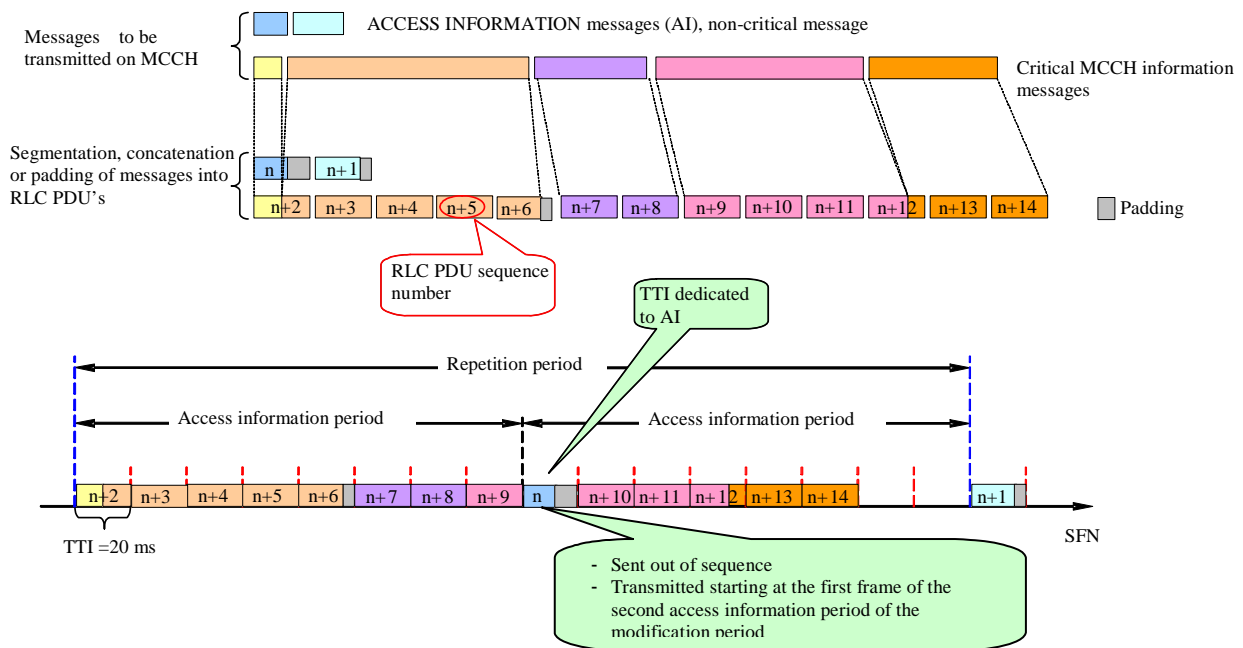 ACCESS INFORMATION messages (AI), non-critical message
Messages to be
transmitted on MCCH
Critical MCCH information
messages
Segmentation, concatenation
or padding of messages into
RLC PDU's
n n+1
n+2 n+3 n+4 n+5 n+6 n+7 n+8 n+9 n+10 n+11 n+12 n+13 n+14
Padding
RLC PDU sequence
number
TTI dedicated
to AI
Repetition period
Access information period Access information period
n+2 n+3 n+4 n+5 n+6 n+7 n+8 n+9 n n+10 n+11 n+12 n+13 n+14 n+1
TTI =20 ms
SFN
- Sent out of sequence
- Transmitted starting at the first frame of the
second access information period of the
modification period